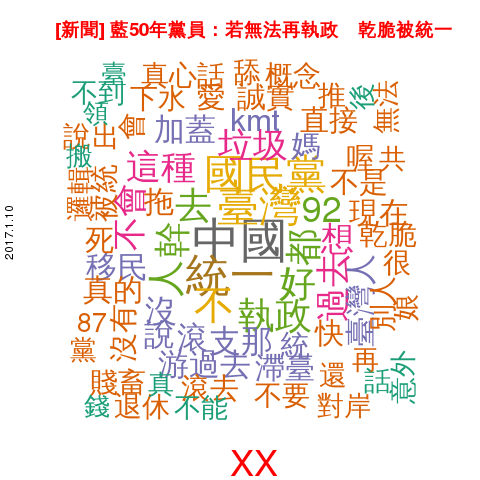 [新聞] 藍50年黨員：若無法再執政　乾脆被統一
臺 真心話 舔 概念
不到 下水 愛 誠實 推 後 無法
領 說 出 會 加蓋 kmt 直接
搬 這種 垃圾 媽 喔 共
邏輯 被統 會 拖 國民黨 不是
不 去 臺灣 92 現在
死 幹 中國 都 想 乾脆
移民 人 統一 好 過去 人 很
真的 不 執政 臺灣 別人 娘
87 沒有 沒 說 滾 支那 統 快
黨 游過去 滯臺 還 再 意外
賤畜 真 滾去 不要 話
錢 退休 不能 對岸
2017.1.10
XX